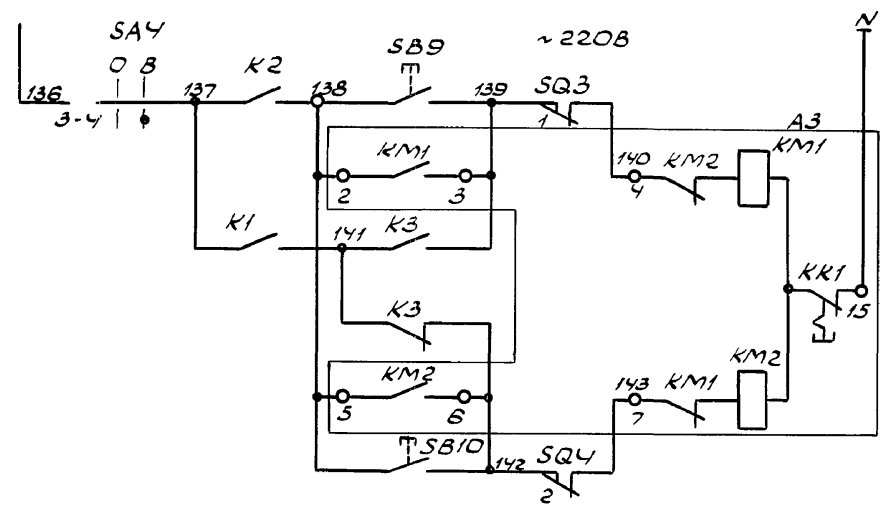 SA4
SB9
~220В
N
О В
К2
136
137
138
139
SQ3
3-4
1
А3
КМ1
140
КМ2
КМ1
2
3
4
К1
141
К3
КК1
К3
15
КМ2
КМ2
143
КМ1
5
6
7
SB10
142
SQ4
2